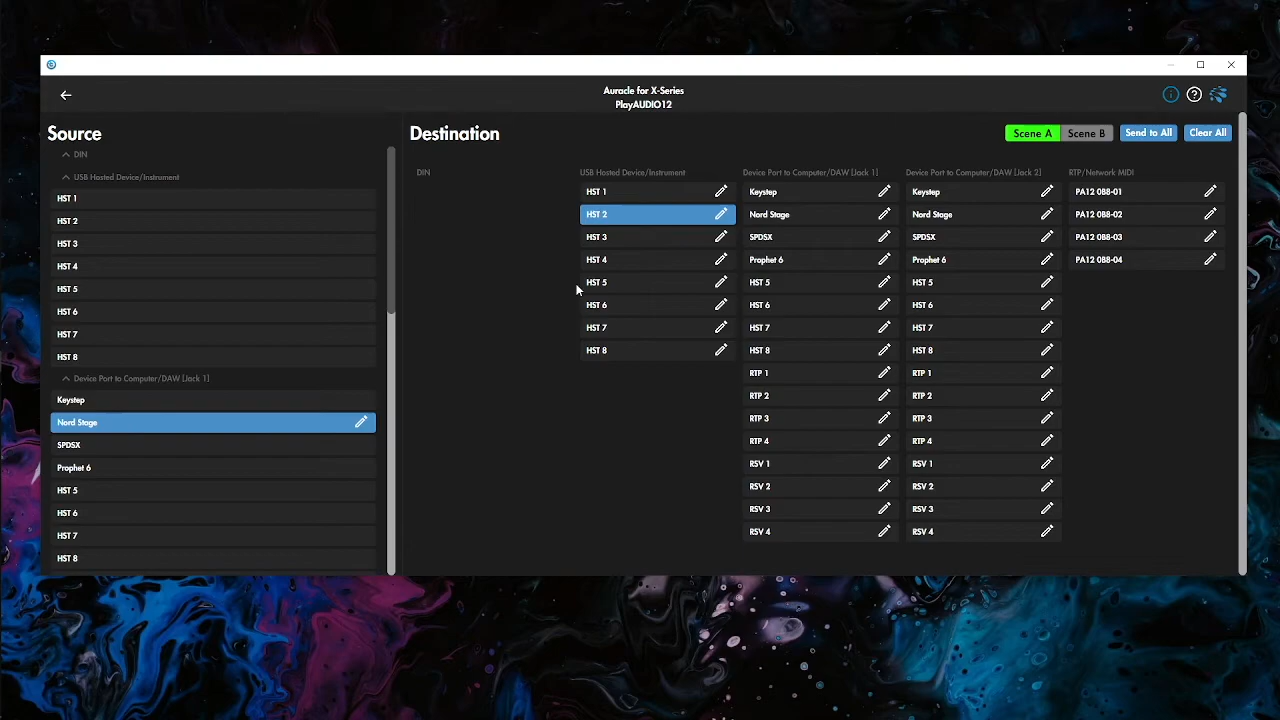 Auracle for X-Series
PlayAUDIO12
Source
DIN
USB Hosted Device/Instrument
HST 1
HST 2
HST 3
HST 4
HST 5
HST 6
HST 7
HST 8
Device Port to Computer/DAW [Jack 1]
Keystep
Nord Stage
SPDSX
Prophet 6
HST 5
HST 6
HST 7
HST 8
Destination
Scene A
Scene B
Send to All
Clear All
DIN
USB Hosted Device/Instrument
HST 1
HST 2
HST 3
HST 4
HST 5
HST 6
HST 7
HST 8
Device Port to Computer/DAW [Jack 1]
Keystep
Nord Stage
SPDSX
Prophet 6
HST 5
HST 6
HST 7
HST 8
RTP 1
RTP 2
RTP 3
RTP 4
RSV 1
RSV 2
RSV 3
RSV 4
Device Port to Computer/DAW [Jack 2]
Keystep
Nord Stage
SPDSX
Prophet 6
HST 5
HST 6
HST 7
HST 8
RTP 1
RTP 2
RTP 3
RTP 4
RSV 1
RSV 2
RSV 3
RSV 4
RTP/Network MIDI
PA12 0BB-01
PA12 0BB-02
PA12 0BB-03
PA12 0BB-04